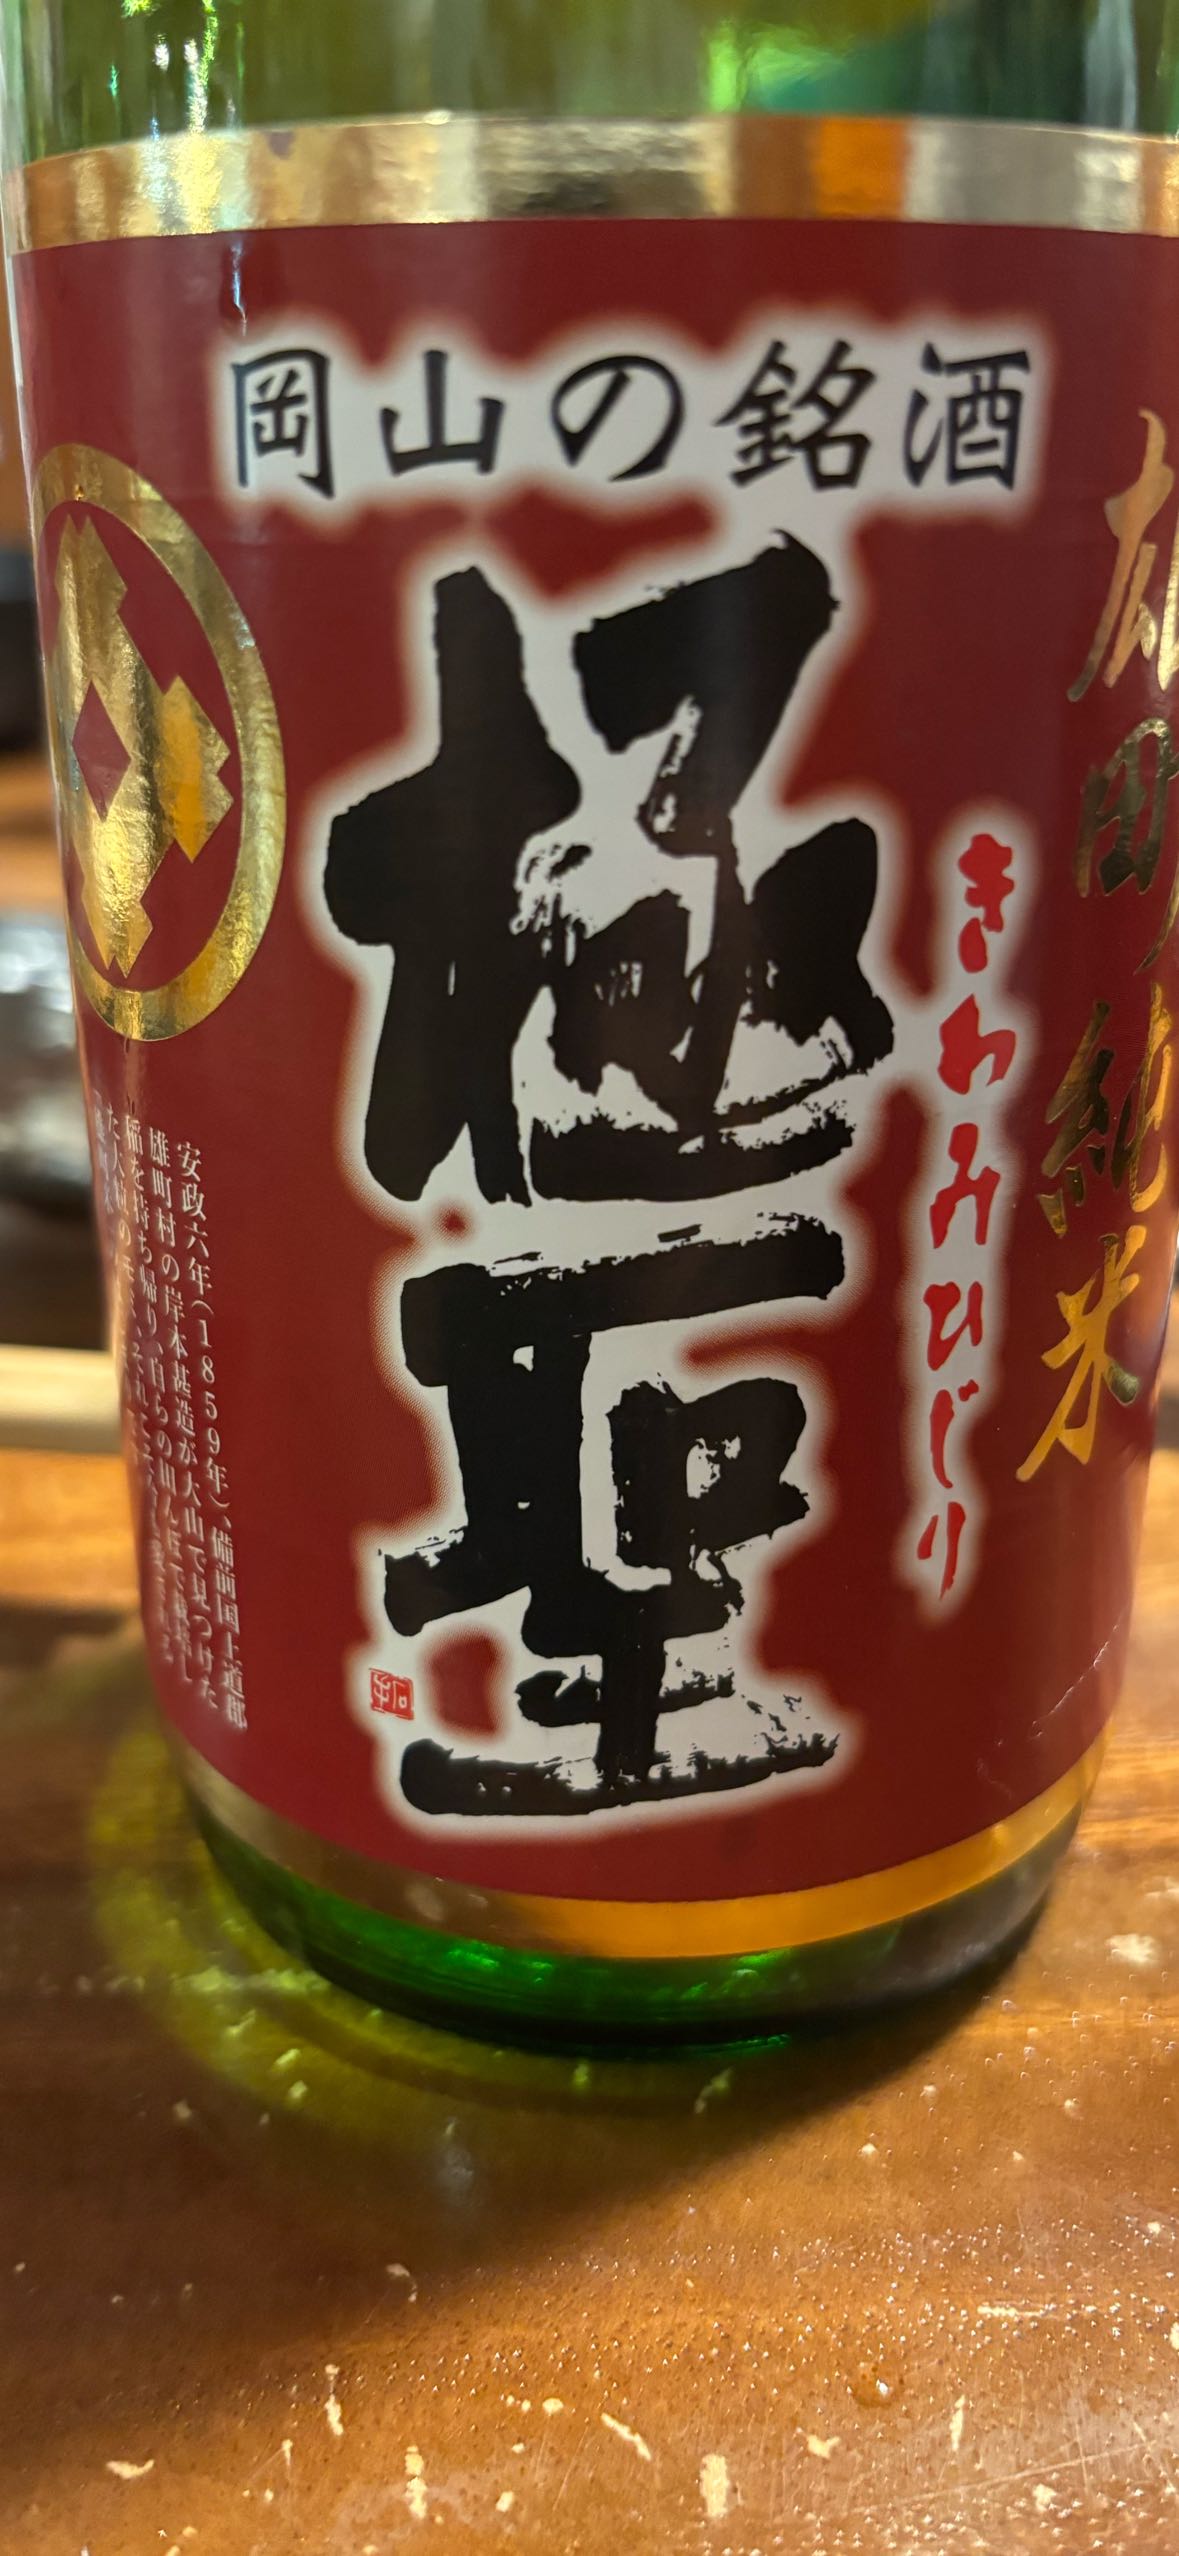 岡山の銘酒
雄町純米
きわみひじり
極聖
安政六年(1859年)、備前国上道郡
雄町村の岸本甚造が大山で見つけた
稲を持ち帰り、自らの田んぼで栽培し